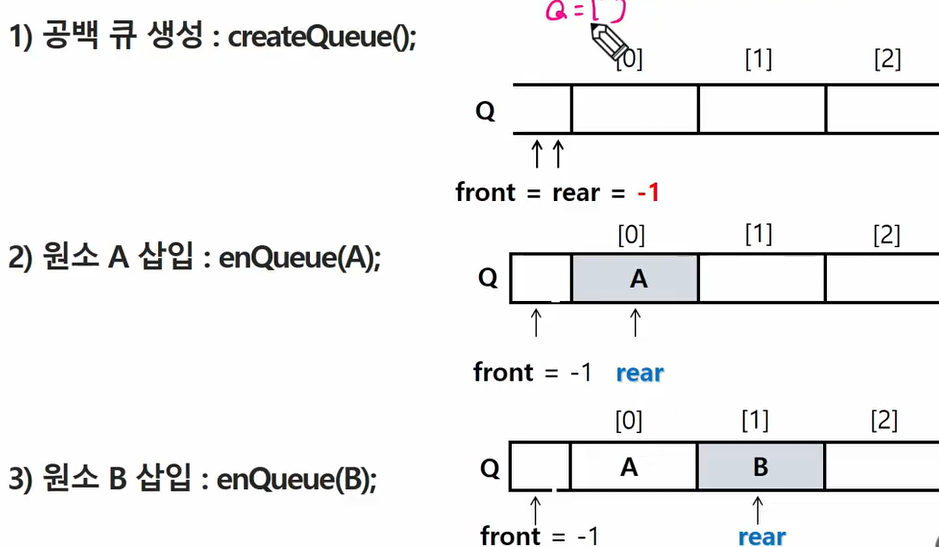 Q=[]
1) 공백 큐 생성 : createQueue();
[0] [1] [2]
Q
front = rear = -1
2) 원소 A 삽입 : enQueue(A);
[0] [1] [2]
Q A
front = -1 rear
3) 원소 B 삽입 : enQueue(B);
[0] [1] [2]
Q A B
front = -1 rear